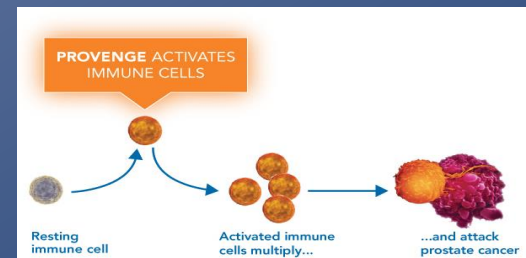 PROVENGE ACTIVATES
IMMUNE CELLS
Resting
immune cell
Activated immune
cells multiply...
...and attack
prostate cancer